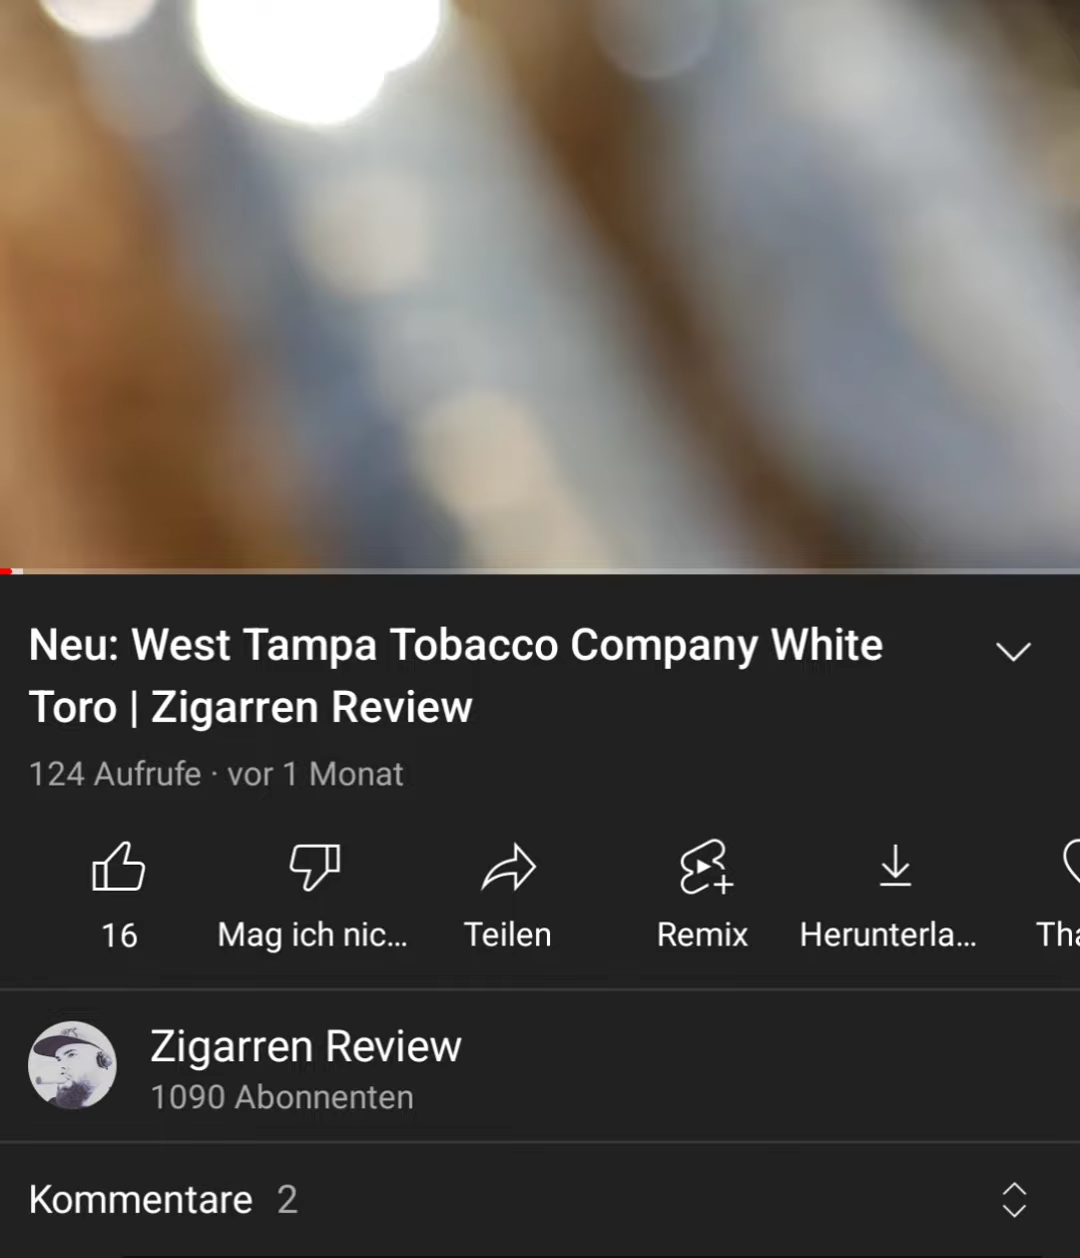 Neu: West Tampa Tobacco Company White
Toro | Zigarren Review
124 Aufrufe · vor 1 Monat
16
Mag ich nic...
Teilen
Remix
Herunterla...
Tha
Zigarren Review
1090 Abonnenten
Kommentare 2